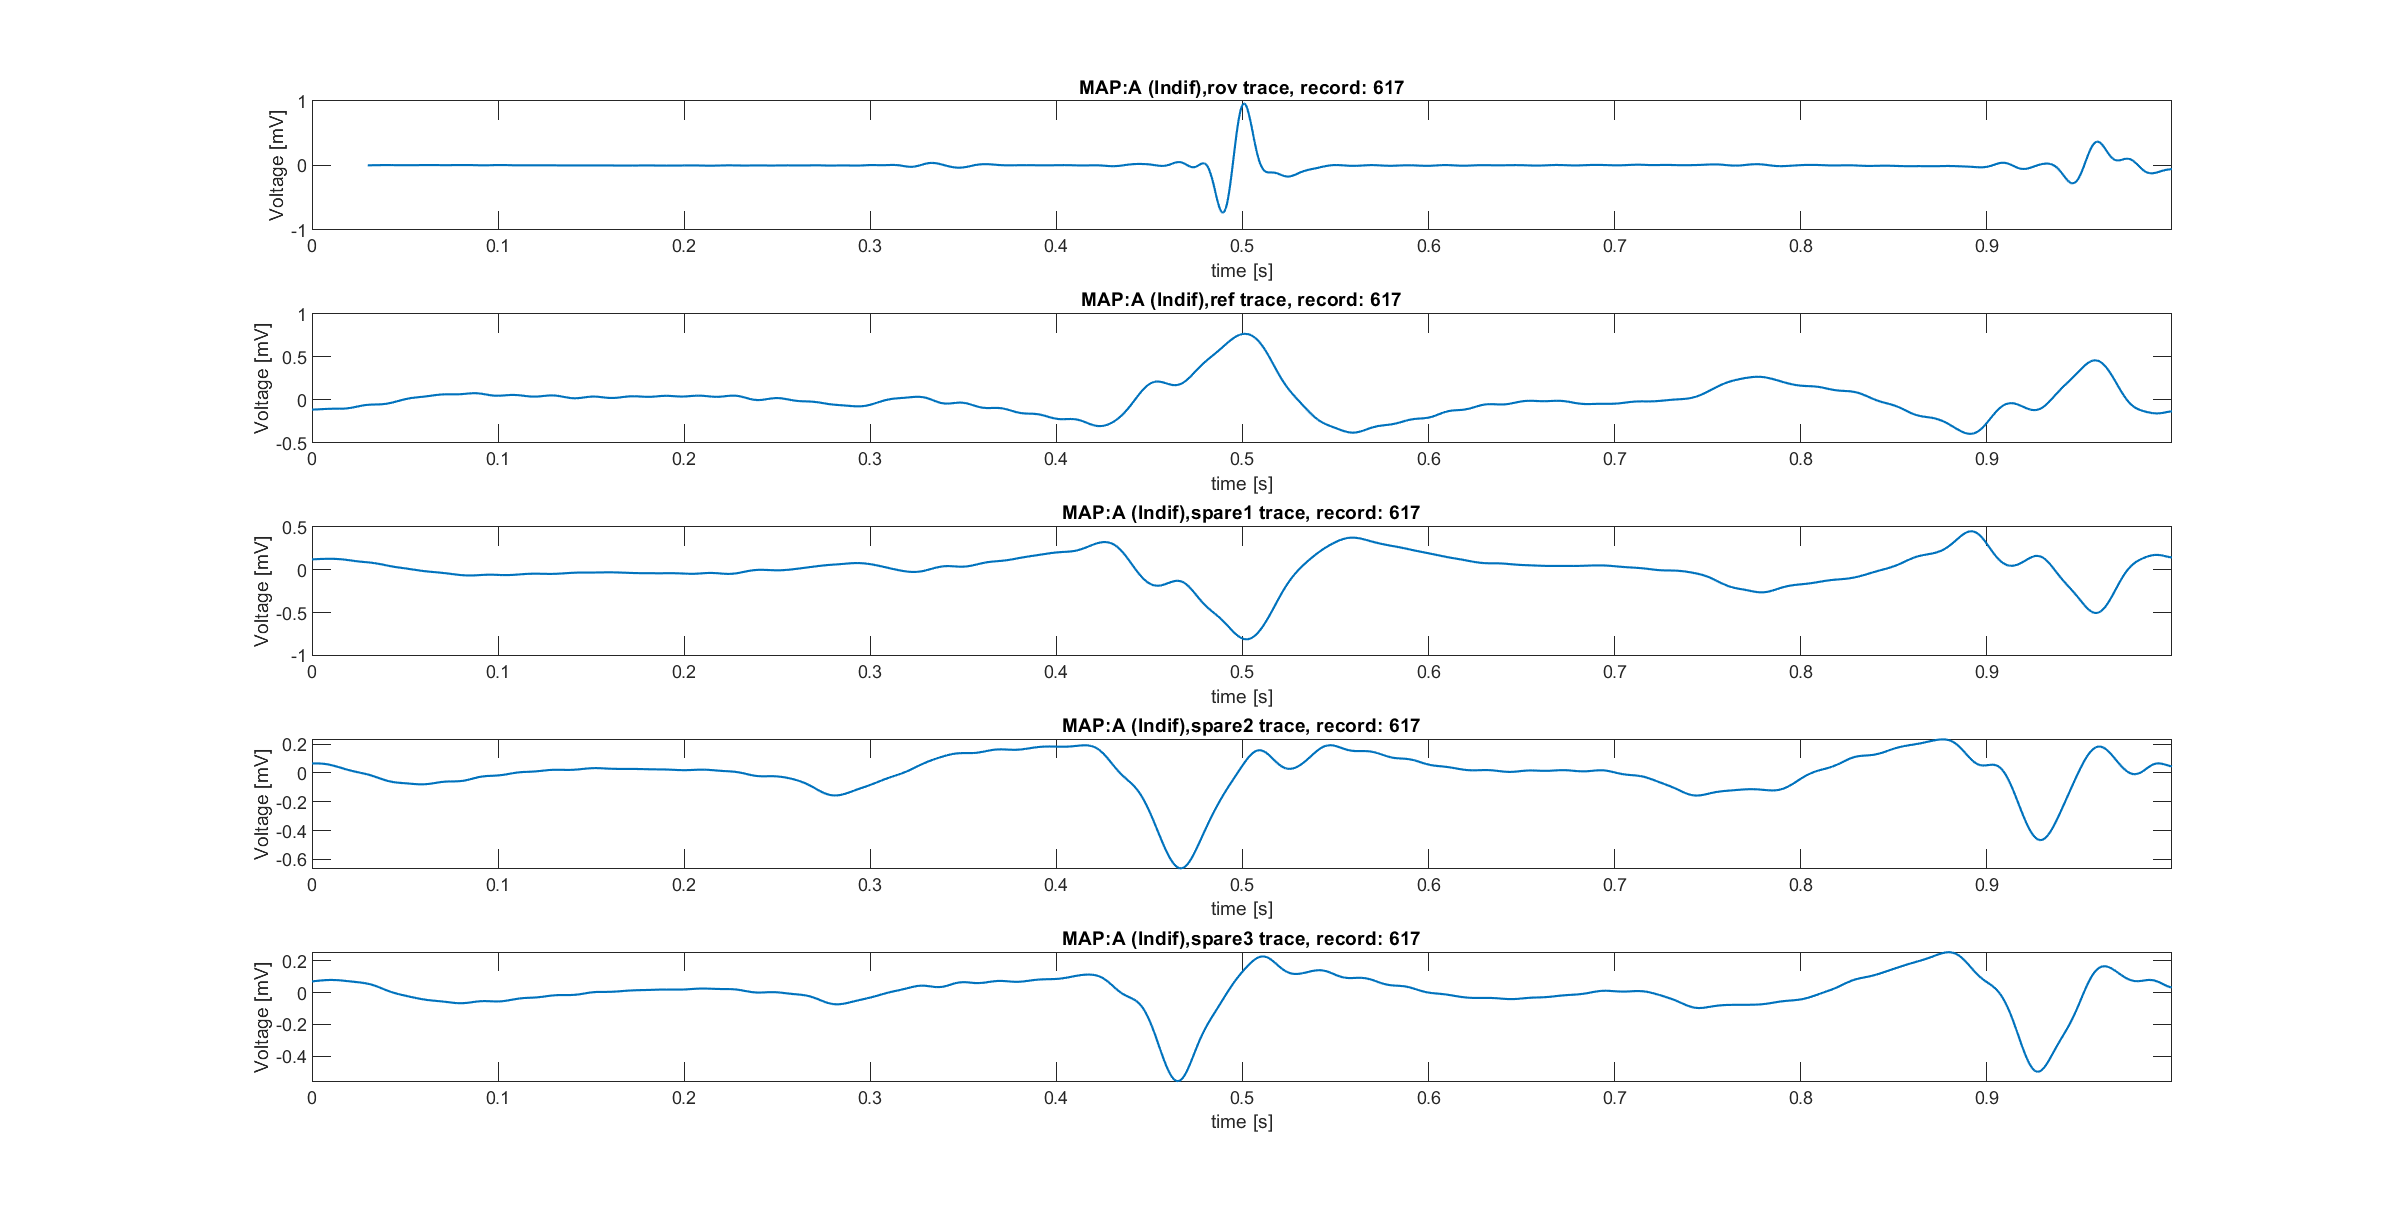 MAP:A (Indif),rov trace, record: 617
Voltage [mV]
1
0
-1
0 0.1 0.2 0.3 0.4 0.5 0.6 0.7 0.8 0.9
time [s]
MAP:A (Indif),ref trace, record: 617
Voltage [mV]
1
0.5
0
-0.5
0 0.1 0.2 0.3 0.4 0.5 0.6 0.7 0.8 0.9
time [s]
MAP:A (Indif),spare1 trace, record: 617
Voltage [mV]
0.5
0
-0.5
-1
0 0.1 0.2 0.3 0.4 0.5 0.6 0.7 0.8 0.9
time [s]
MAP:A (Indif),spare2 trace, record: 617
Voltage [mV]
0.2
0
-0.2
-0.4
-0.6
0 0.1 0.2 0.3 0.4 0.5 0.6 0.7 0.8 0.9
time [s]
MAP:A (Indif),spare3 trace, record: 617
Voltage [mV]
0.2
0
-0.2
-0.4
0 0.1 0.2 0.3 0.4 0.5 0.6 0.7 0.8 0.9
time [s]